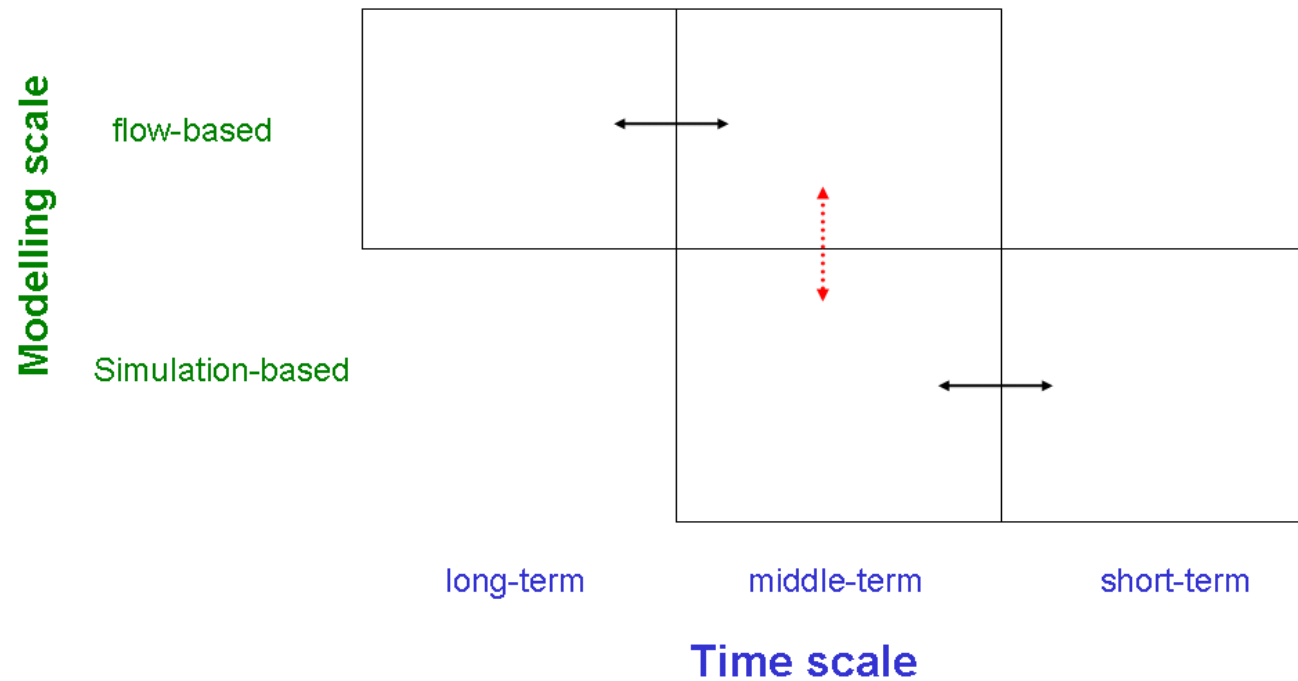 Modelling scale
flow-based
Simulation-based
long-term
middle-term
short-term
Time scale